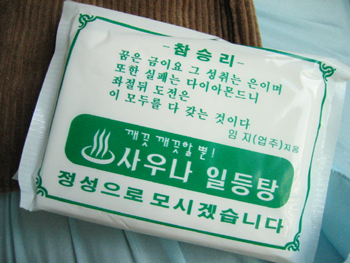 - 참승리 -
꿈은 금이요 그 성취는 은이며
또한 실패는 다이아몬드니
좌절뒤 도전은
이 모두를 다 갖는 것이다
임 지(업주)지음
깨끗 깨끗할 땐!
사우나 일등탕
정성으로 모시겠습니다